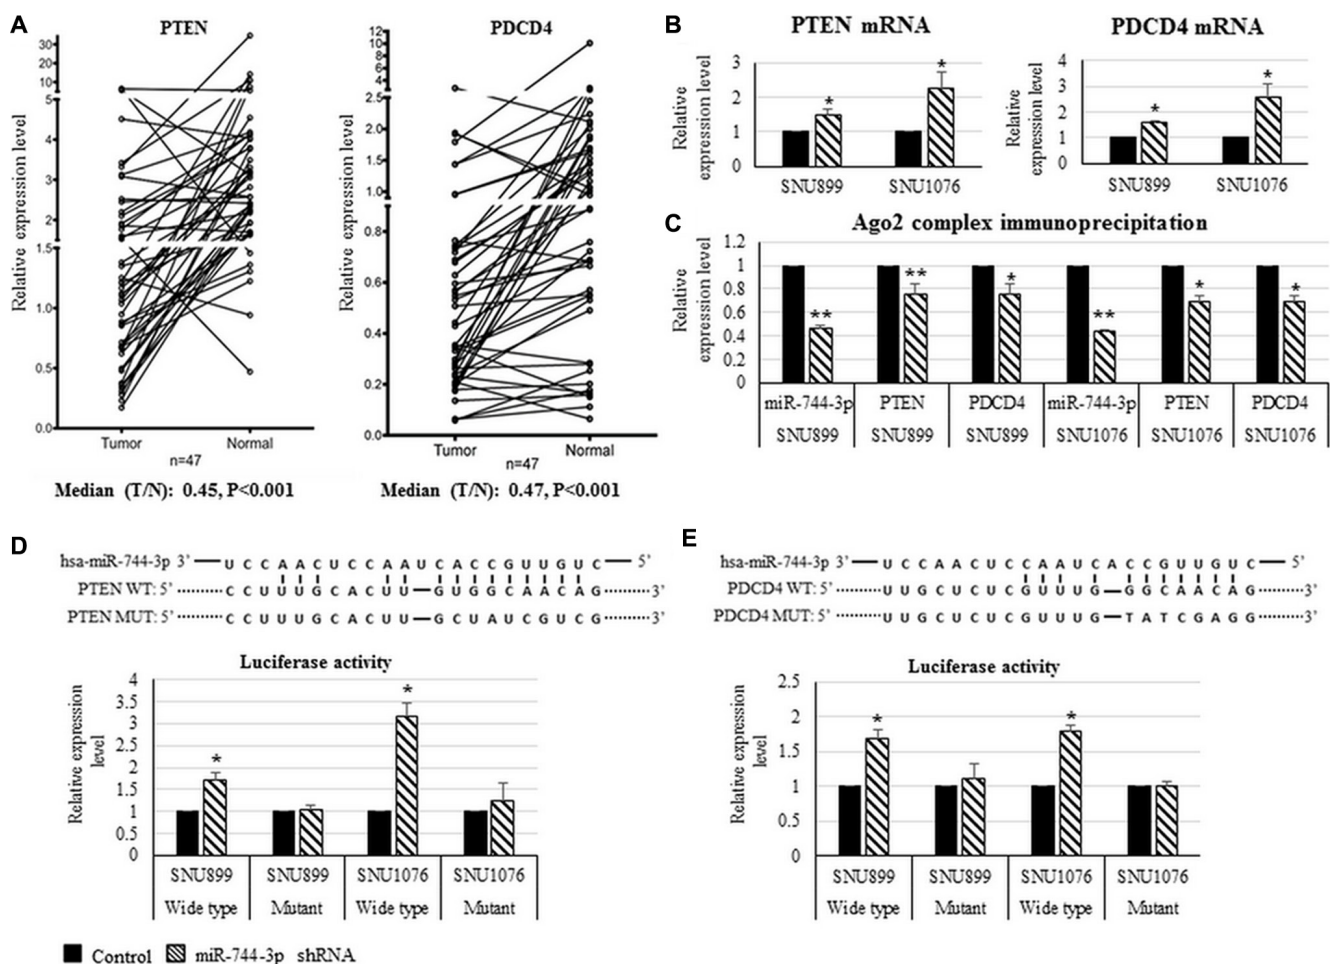 A
PTEN
Relative expression level
30
20
10
5
4
3
2
1.5
1.0
0.5
0.0
Tumor Normal
n=47
Median (T/N): 0.45, P<0.001
PDCD4
Relative expression level
12
10
8
6
4
2.5
2.0
1.5
1.0
0.8
0.6
0.4
0.2
0.0
Tumor Normal
n=47
Median (T/N): 0.47, P<0.001
B
PTEN mRNA
Relative
expression level
3
2
1
0
* *
SNU899 SNU1076
PDCD4 mRNA
Relative
expression level
4
3
2
1
0
* *
SNU899 SNU1076
C
Ago2 complex immunoprecipitation
Relative
expression level
1.2
1
0.8
0.6
0.4
0.2
0
** ** * ** * *
miR-744-3p PTEN PDCD4 miR-744-3p PTEN PDCD4
SNU899 SNU899 SNU899 SNU1076 SNU1076 SNU1076
D
hsa-miR-744-3p 3’ U C C A A C U C C A A U C A C C G U U G U C 5’
PTEN WT: 5’ C C U U U G C A C U U G U G G C A A C A G 3’
PTEN MUT: 5’ C C U U U G C A C U U G C U A U C G U C G 3’
Luciferase activity
Relative expression
level
4
3.5
3
2.5
2
1.5
1
0.5
0
* *
SNU899 SNU899 SNU1076 SNU1076
Wide type Mutant Wide type Mutant
E
hsa-miR-744-3p 3’ U C C A A C U C C A A U C A C C G U U G U C 5’
PDCD4 WT: 5’ U U G C U C U C G U U U G G G C A A C A G 3’
PDCD4 MUT: 5’ U U G C U C U C G U U U G T A T C G A G G 3’
Luciferase activity
Relative expression
level
2.5
2
1.5
1
0.5
0
* *
SNU899 SNU899 SNU1076 SNU1076
Wide type Mutant Wide type Mutant
Control miR-744-3p shRNA